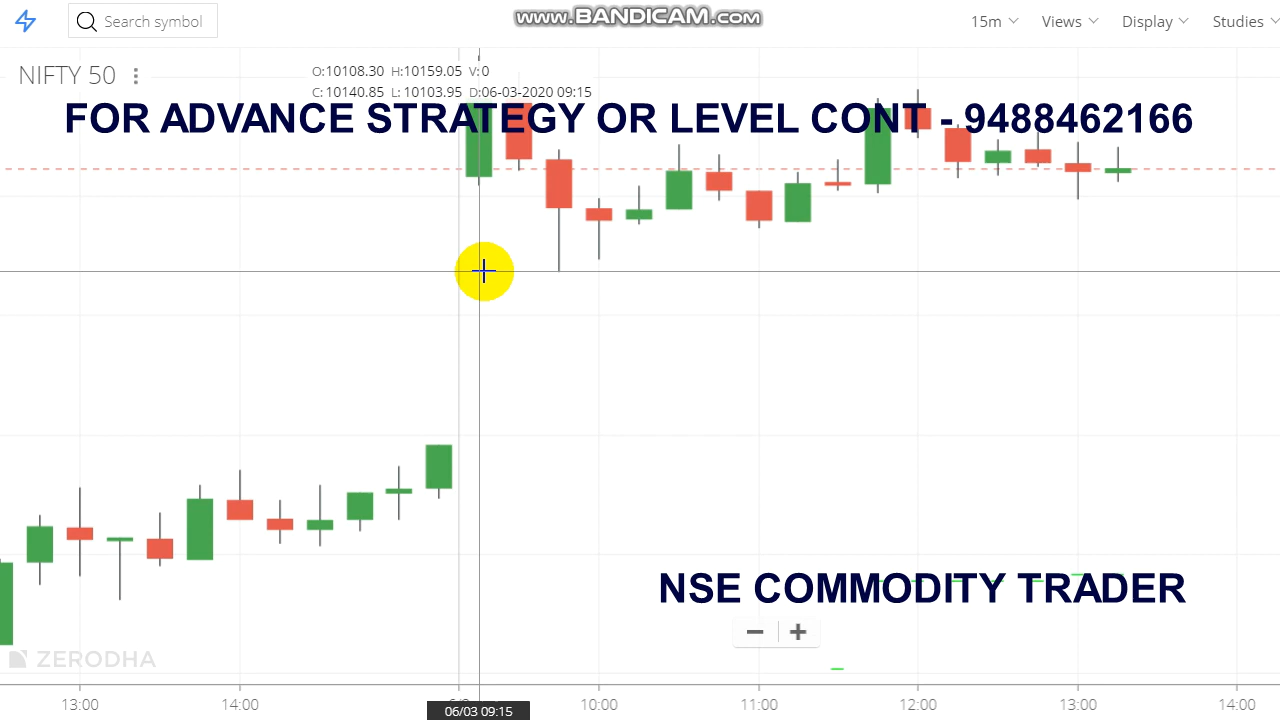 www.BANDICAM.com
Search symbol
15m Views Display Studies
NIFTY 50
O:10108.30 H:10159.05 V:0
C: 10140.85 L: 10103.95 D:06-03-2020 09:15
FOR ADVANCE STRATEGY OR LEVEL CONT - 9488462166
NSE COMMODITY TRADER
ZERODHA
13:00 14:00 10:00 11:00 12:00 13:00 14:00
06/03 09:15